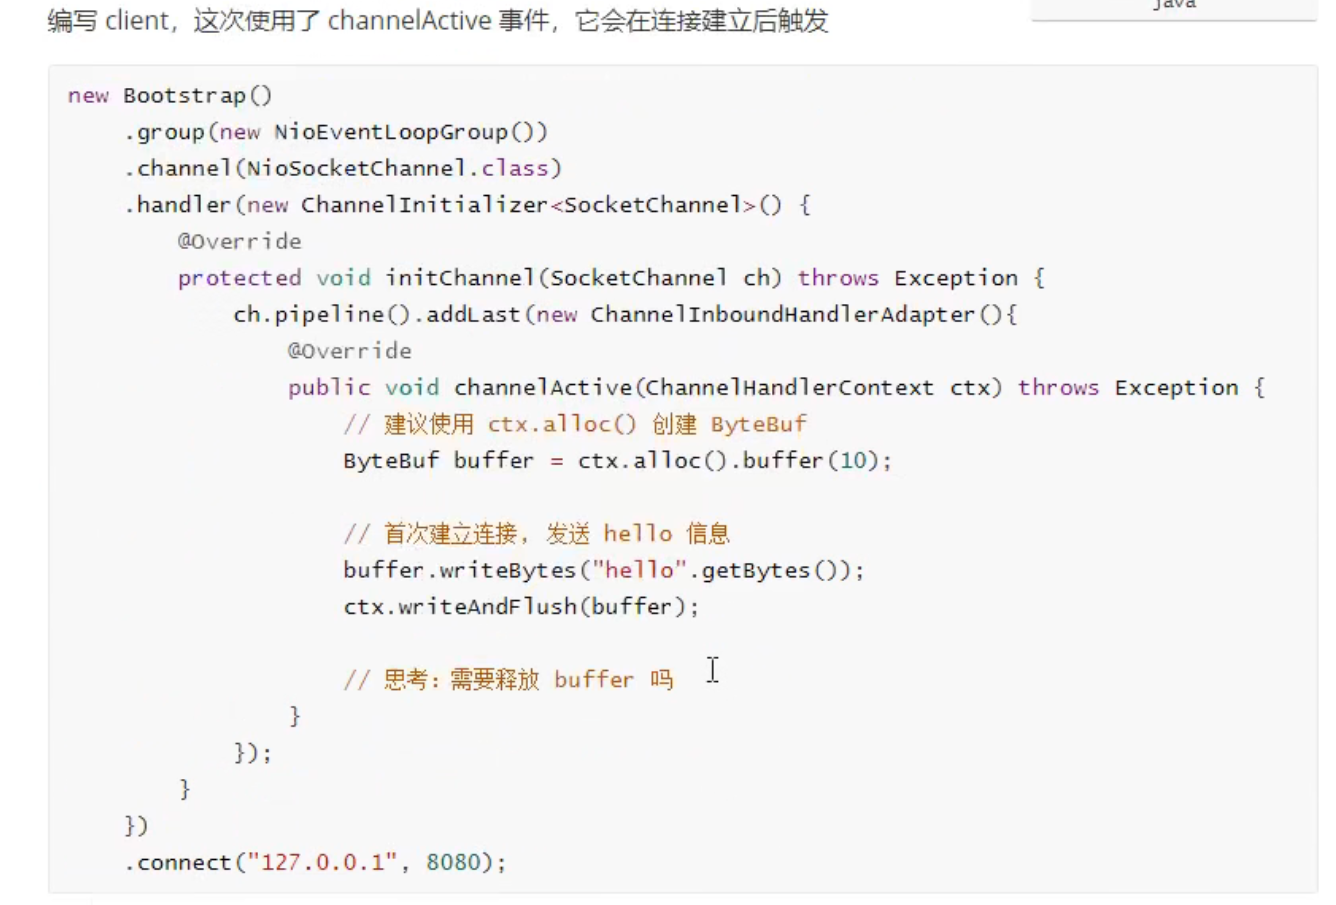 java
编写 client，这次使用了 channelActive 事件，它会在连接建立后触发
new Bootstrap()
    .group(new NioEventLoopGroup())
    .channel(NioSocketChannel.class)
    .handler(new ChannelInitializer<SocketChannel>() {
        @Override
        protected void initChannel(SocketChannel ch) throws Exception {
            ch.pipeline().addLast(new ChannelInboundHandlerAdapter(){
                @Override
                public void channelActive(ChannelHandlerContext ctx) throws Exception {
                    // 建议使用 ctx.alloc() 创建 ByteBuf
                    ByteBuf buffer = ctx.alloc().buffer(10);
                    // 首次建立连接, 发送 hello 信息
                    buffer.writeBytes("hello".getBytes());
                    ctx.writeAndFlush(buffer);
                    // 思考：需要释放 buffer 吗
                }
            });
        }
    })
    .connect("127.0.0.1", 8080);